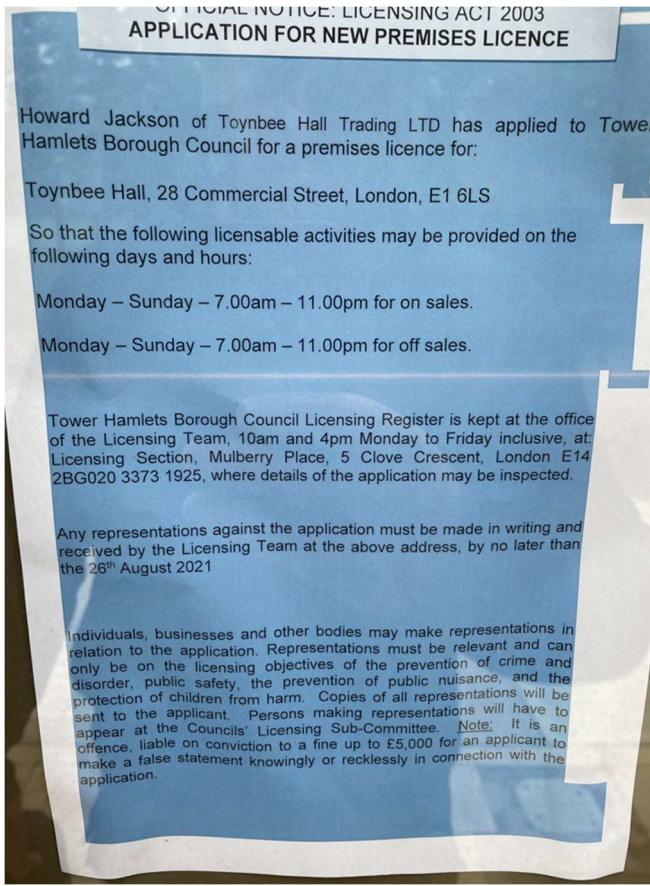 OFFICIAL NOTICE: LICENSING ACT 2003
APPLICATION FOR NEW PREMISES LICENCE
Howard Jackson of Toynbee Hall Trading LTD has applied to Tower
Hamlets Borough Council for a premises licence for:
Toynbee Hall, 28 Commercial Street, London, E1 6LS
So that the following licensable activities may be provided on the
following days and hours:
Monday – Sunday – 7.00am – 11.00pm for on sales.
Monday – Sunday – 7.00am – 11.00pm for off sales.
Tower Hamlets Borough Council Licensing Register is kept at the office
of the Licensing Team, 10am and 4pm Monday to Friday inclusive, at:
Licensing Section, Mulberry Place, 5 Clove Crescent, London E14
2BG020 3373 1925, where details of the application may be inspected.
Any representations against the application must be made in writing and
received by the Licensing Team at the above address, by no later than
the 26th August 2021
Individuals, businesses and other bodies may make representations in
relation to the application. Representations must be relevant and can
only be on the licensing objectives of the prevention of crime and
disorder, public safety, the prevention of public nuisance, and the
protection of children from harm. Copies of all representations will be
sent to the applicant. Persons making representations will have to
appear at the Councils' Licensing Sub-Committee. Note: It is an
offence, liable on conviction to a fine up to £5,000 for an applicant to
make a false statement knowingly or recklessly in connection with the
application.